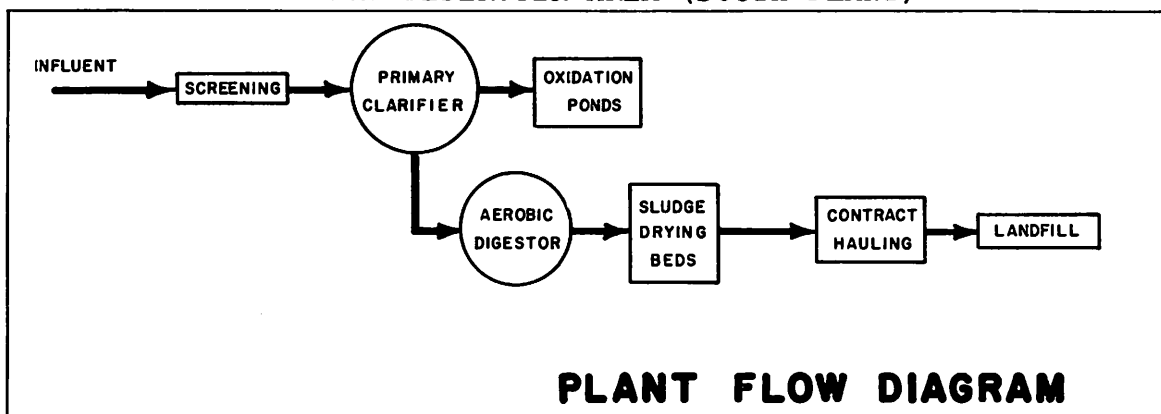 INFLUENT
SCREENING
PRIMARY
CLARIFIER
OXIDATION
PONDS
AEROBIC
DIGESTOR
SLUDGE
DRYING
BEDS
CONTRACT
HAULING
LANDFILL
PLANT FLOW DIAGRAM